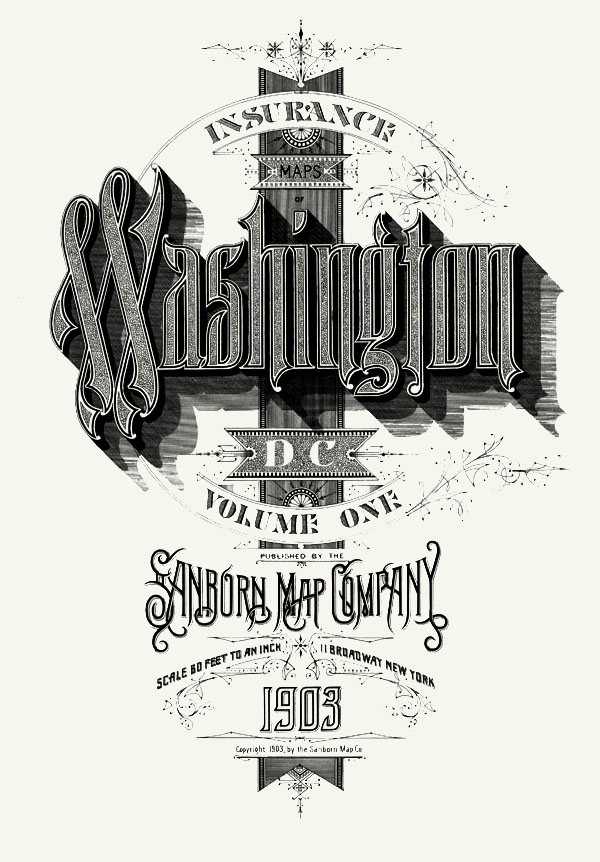 INSURANCE
MAPS
OF
Washington
D C
VOLUME ONE
PUBLISHED BY THE
SANBORN MAP COMPANY
SCALE 80 FEET TO AN INCH. 11 BROADWAY NEW YORK
1903
Copyright 1903, by the Sanborn Map Co.